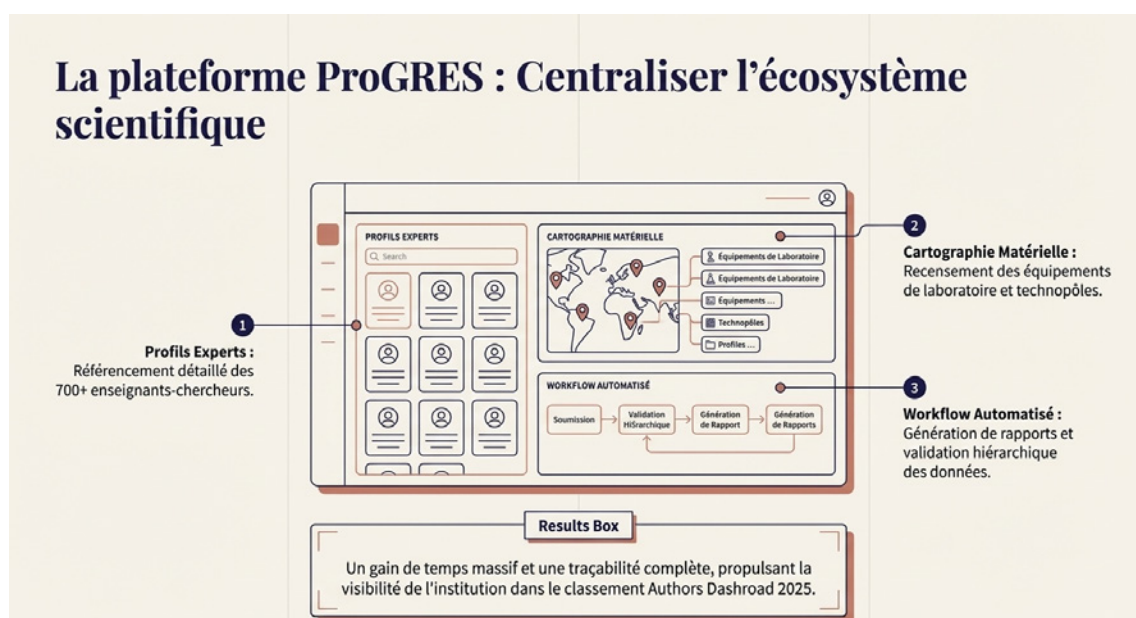 La plateforme ProGRES : Centraliser l’écosystème
scientifique
PROFILS EXPERTS
Search
CARTOGRAPHIE MATÉRIELLE
Équipements de Laboratoire
Équipements de Laboratoire
Équipements ...
Technopôles
Profiles ...
WORKFLOW AUTOMATISÉ
Soumission
Validation
HiSrarchique
Génération
de Rapport
Génération
de Rapports
1
Profils Experts :
Référencement détaillé des
700+ enseignants-chercheurs.
2
Cartographie Matérielle :
Recensement des équipements
de laboratoire et technopôles.
3
Workflow Automatisé :
Génération de rapports et
validation hiérarchique
des données.
Results Box
Un gain de temps massif et une traçabilité complète, propulsant la
visibilité de l'institution dans le classement Authors Dashroad 2025.